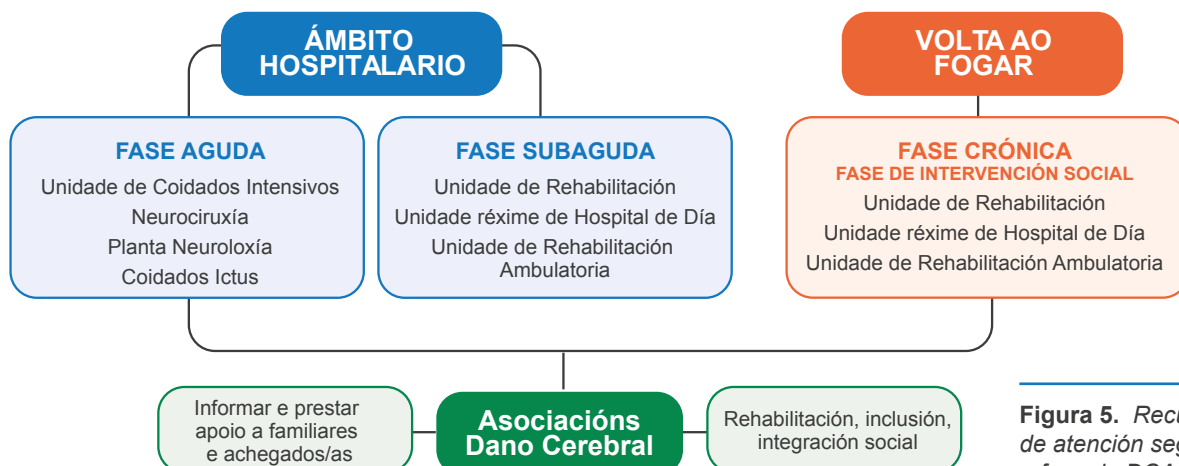 ÁMBITO
HOSPITALARIO
VOLTA AO
FOGAR
FASE AGUDA
Unidade de Coidados Intensivos
Neurociruxía
Planta Neuroloxía
Coidados Ictus
FASE SUBAGUDA
Unidade de Rehabilitación
Unidade réxime de Hospital de Día
Unidade de Rehabilitación
Ambulatoria
FASE CRÓNICA
FASE DE INTERVENCIÓN SOCIAL
Unidade de Rehabilitación
Unidade réxime de Hospital de Día
Unidade de Rehabilitación Ambulatoria
Informar e prestar
apoio a familiares
e achegados/as
Asociacións
Dano Cerebral
Rehabilitación, inclusión,
integración social
Figura 5.
de atención